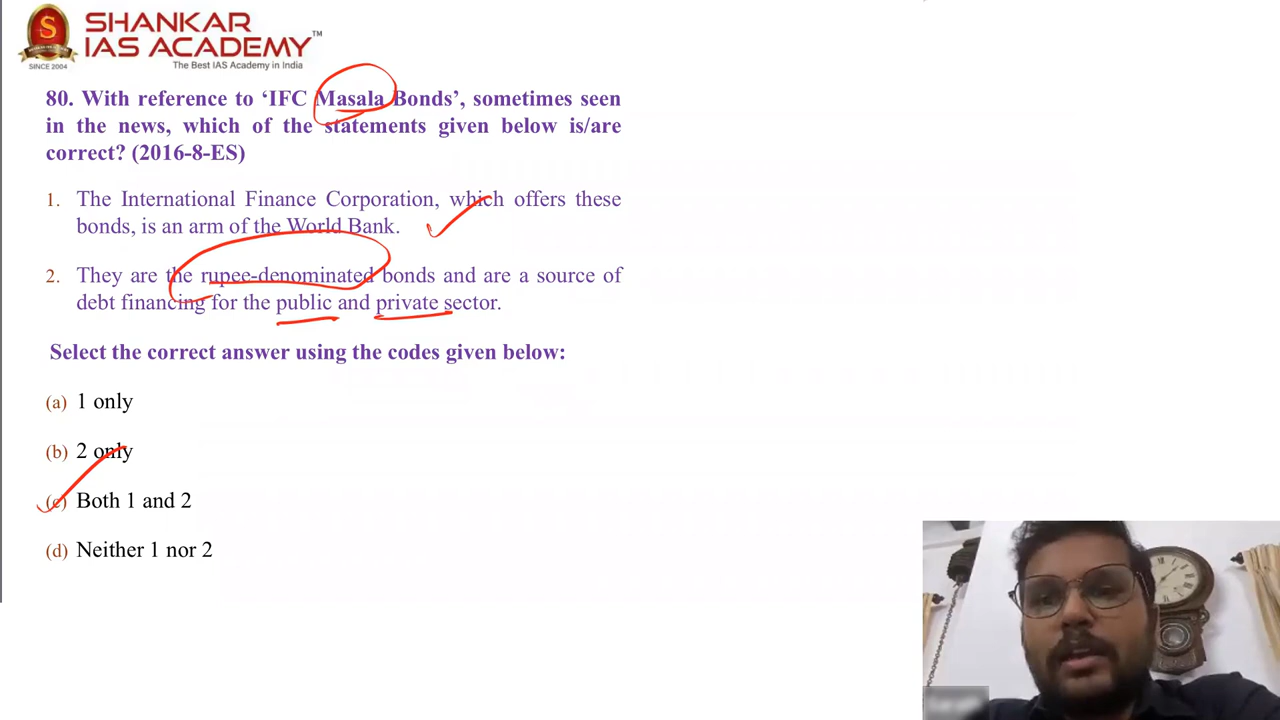 SHANKAR
IAS ACADEMY™
The Best IAS Academy in India
S
SINCE 2004
80. With reference to ‘IFC Masala Bonds’, sometimes seen
in the news, which of the statements given below is/are
correct? (2016-8-ES)
1. The International Finance Corporation, which offers these
bonds, is an arm of the World Bank.
2. They are the rupee-denominated bonds and are a source of
debt financing for the public and private sector.
Select the correct answer using the codes given below:
(a) 1 only
(b) 2 only
(c) Both 1 and 2
(d) Neither 1 nor 2